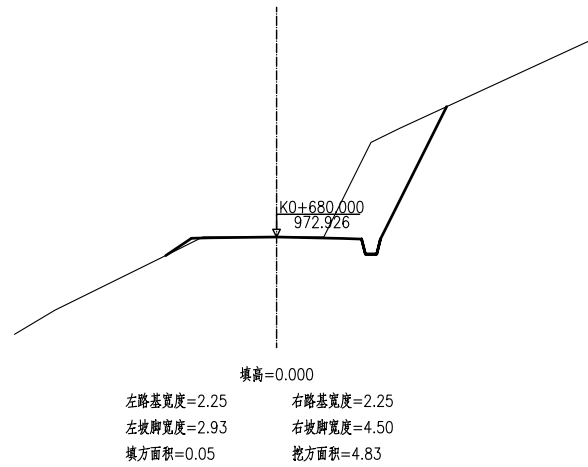 K0+680.000
972.926
填高=0.000
左路基宽度=2.25 右路基宽度=2.25
左坡脚宽度=2.93 右坡脚宽度=4.50
填方面积=0.05 挖方面积=4.83